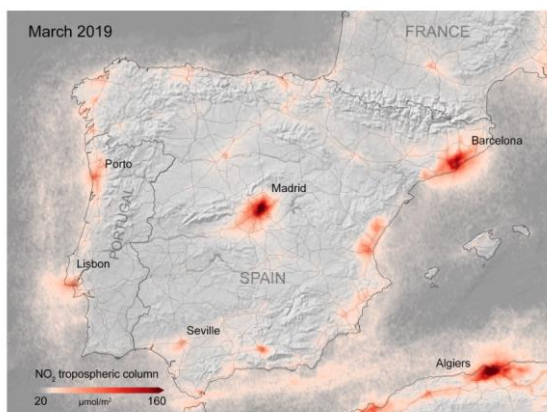 March 2019
FRANCE
Barcelona
Porto
Madrid
PORTUGAL
Lisbon
SPAIN
Seville
Algiers
NO₂ tropospheric column
20 µmol/m² 160